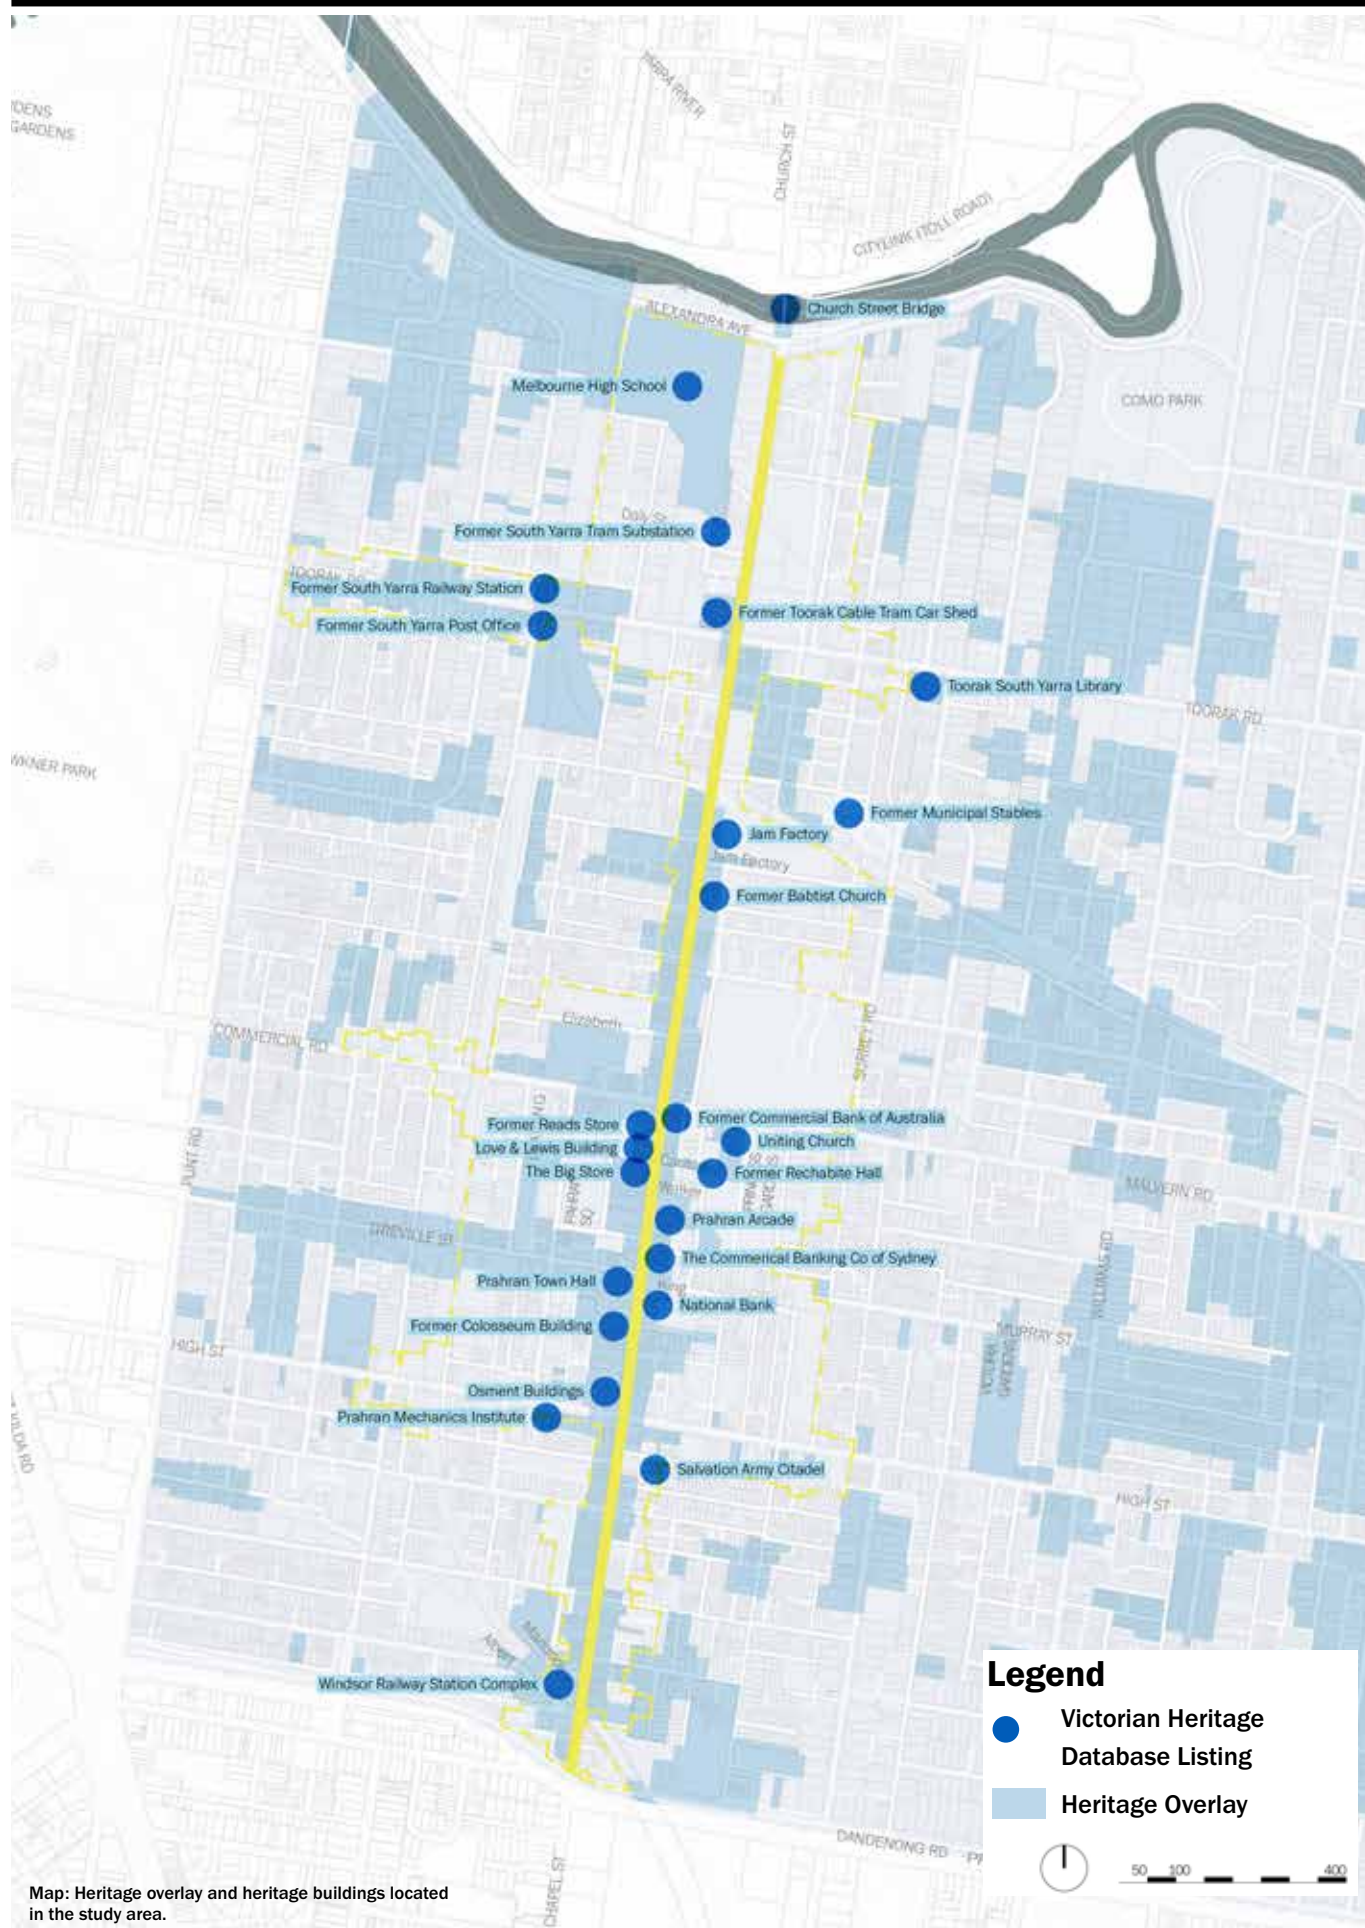 GARDENS
YARRA RIVER
CHURCH ST
CITYLINK (TOLL ROAD)
Church Street Bridge
ALEXANDRA AVE
Melbourne High School
COMO PARK
Daly St
Former South Yarra Tram Substation
Former South Yarra Railway Station
Former Toorak Cable Tram Car Shed
Former South Yarra Post Office
Toorak South Yarra Library
TOORAK RD
WKNER PARK
Former Municipal Stables
Jam Factory
Jam Factory
Former Babtist Church
Elizabeth
COMMERCIAL RD
SURREY RD
Former Reads Store
Former Commercial Bank of Australia
Love & Lewis Building
Uniting Church
The Big Store
Former Rechabite Hall
Walker
PUNT RD
MALVERN RD
Prahran Arcade
GREVILLE ST
The Commerical Banking Co of Sydney
Prahran Town Hall
King
National Bank
WILLIAMS RD
Former Colosseum Building
MURRAY ST
HIGH ST
VICTORIA
GARDENS
Osment Buildings
Prahran Mechanics Institute
Salvation Army Citadel
HIGH ST
Windsor Railway Station Complex
Legend
Victorian Heritage
Database Listing
Heritage Overlay
DANDENONG RD
50 100 400
CHAPEL ST
Map: Heritage overlay and heritage buildings located
in the study area.